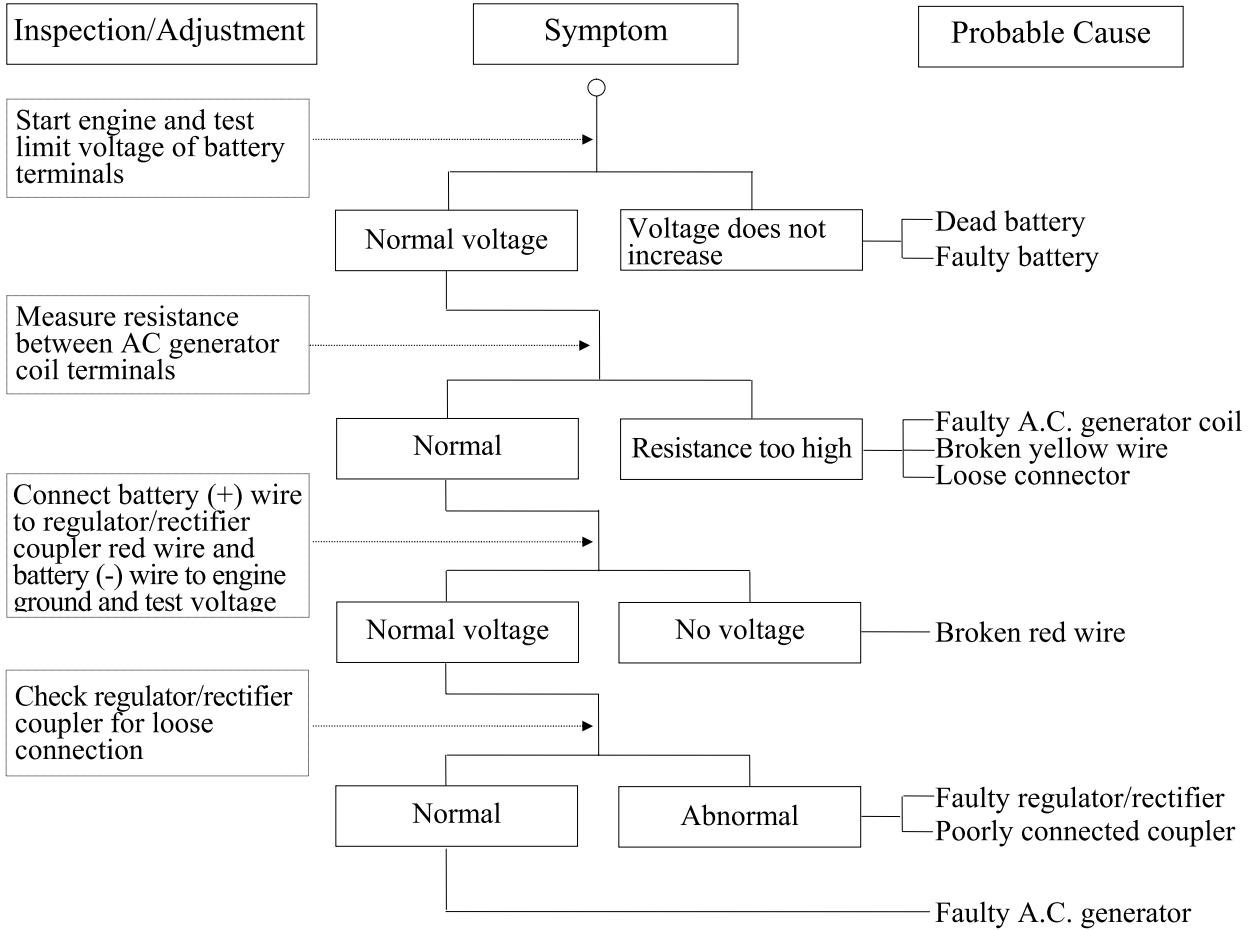 Inspection/Adjustment
Symptom
Probable Cause
Start engine and test
limit voltage of battery
terminals
Normal voltage
Voltage does not
increase
Dead battery
Faulty battery
Measure resistance
between AC generator
coil terminals
Normal
Resistance too high
Faulty A.C. generator coil
Broken yellow wire
Loose connector
Connect battery (+) wire
to regulator/rectifier
coupler red wire and
battery (-) wire to engine
ground and test voltage
Normal voltage
No voltage
Broken red wire
Check regulator/rectifier
coupler for loose
connection
Normal
Abnormal
Faulty regulator/rectifier
Poorly connected coupler
Faulty A.C. generator